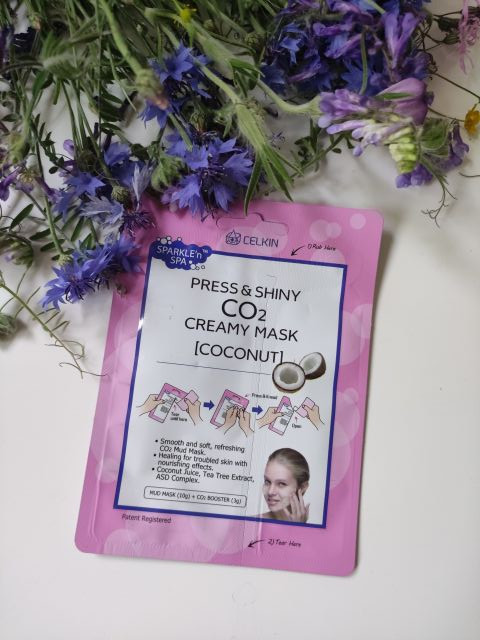 CELKIN
1) Rub Here
SPARKLE'n™
SPA
PRESS & SHINY
CO2
CREAMY MASK
[COCONUT]
Press & Knead
Tear
until here
Open
• Smooth and soft, refreshing
CO2 Mud Mask.
• Healing for troubled skin with
nourishing effects.
• Coconut Juice, Tea Tree Extract,
ASD Complex.
MUD MASK (10g) + CO2 BOOSTER (3g)
Patent Registered
2) Tear Here